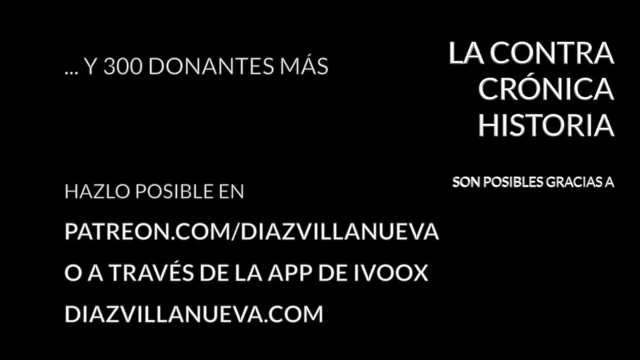 LA CONTRA
CRÓNICA
HISTORIA
SON POSIBLES GRACIAS A
... Y 300 DONANTES MÁS
HAZLO POSIBLE EN
PATREON.COM/DIAZVILLANUEVA
O A TRAVÉS DE LA APP DE IVOOX
DIAZVILLANUEVA.COM